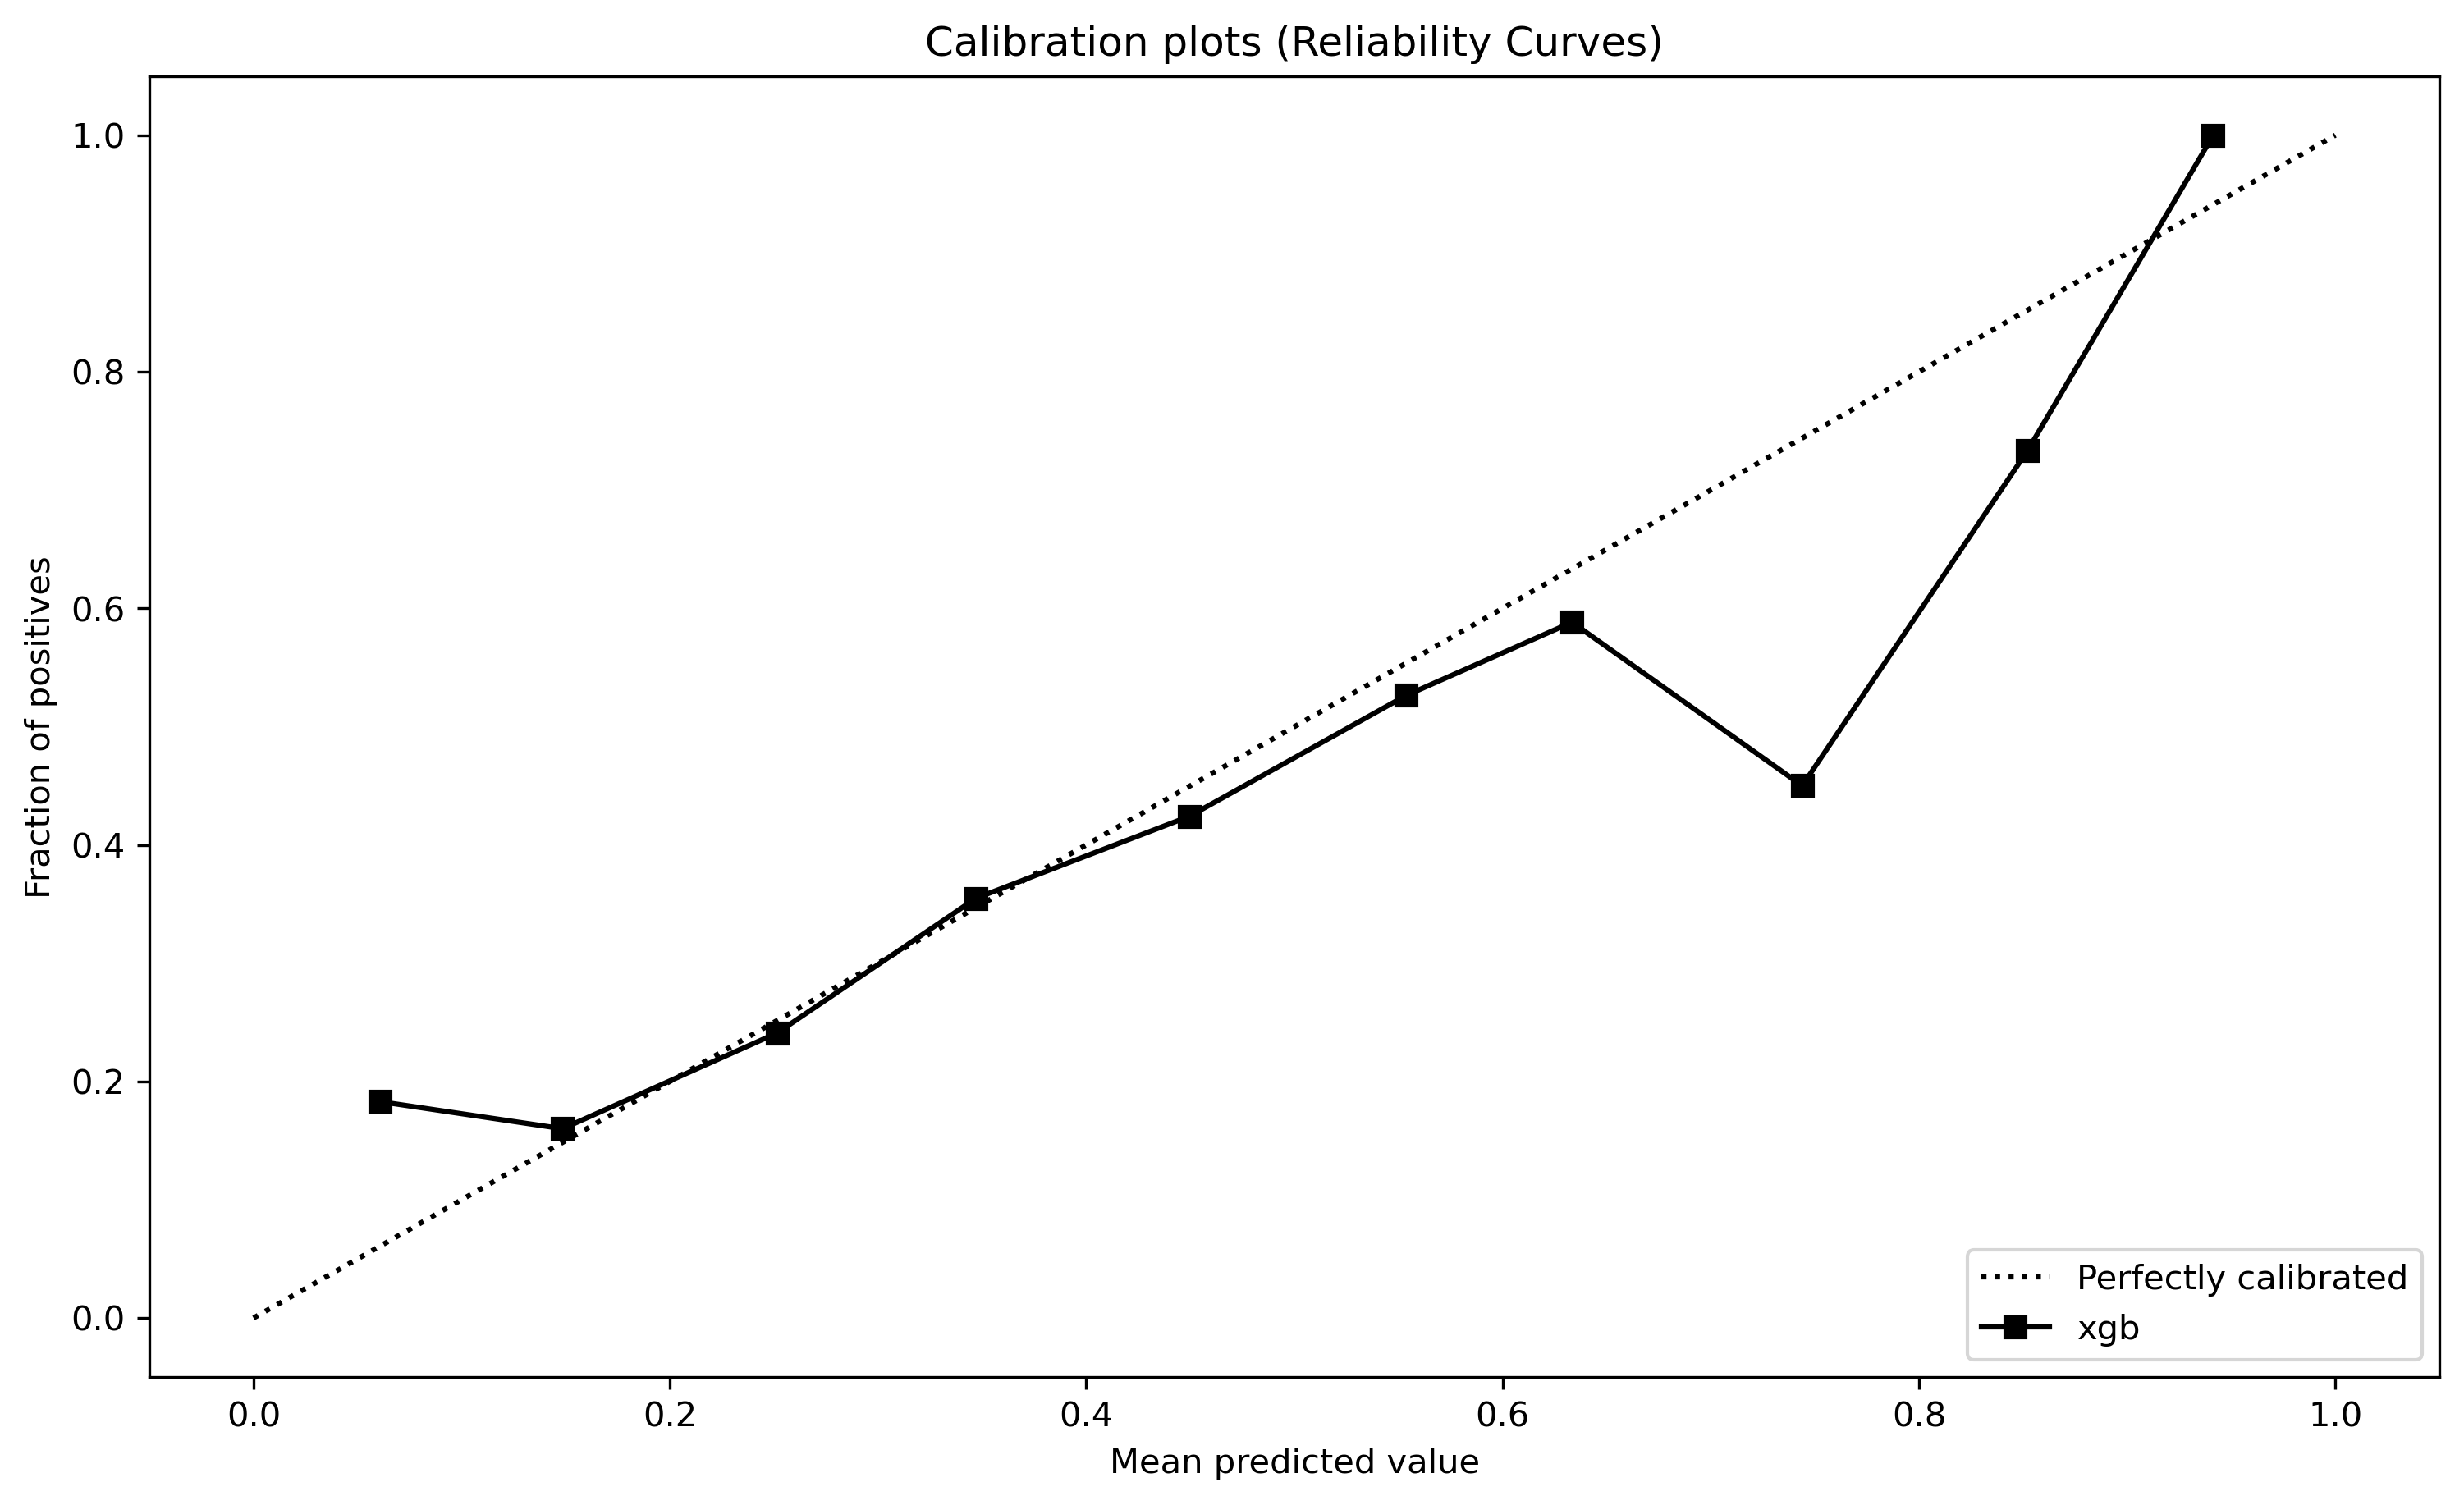 Calibration plots (Reliability Curves)
1.0
0.8
0.6
0.4
0.2
0.0
Fraction of positives
0.0 0.2 0.4 0.6 0.8 1.0
Mean predicted value
Perfectly calibrated
xgb